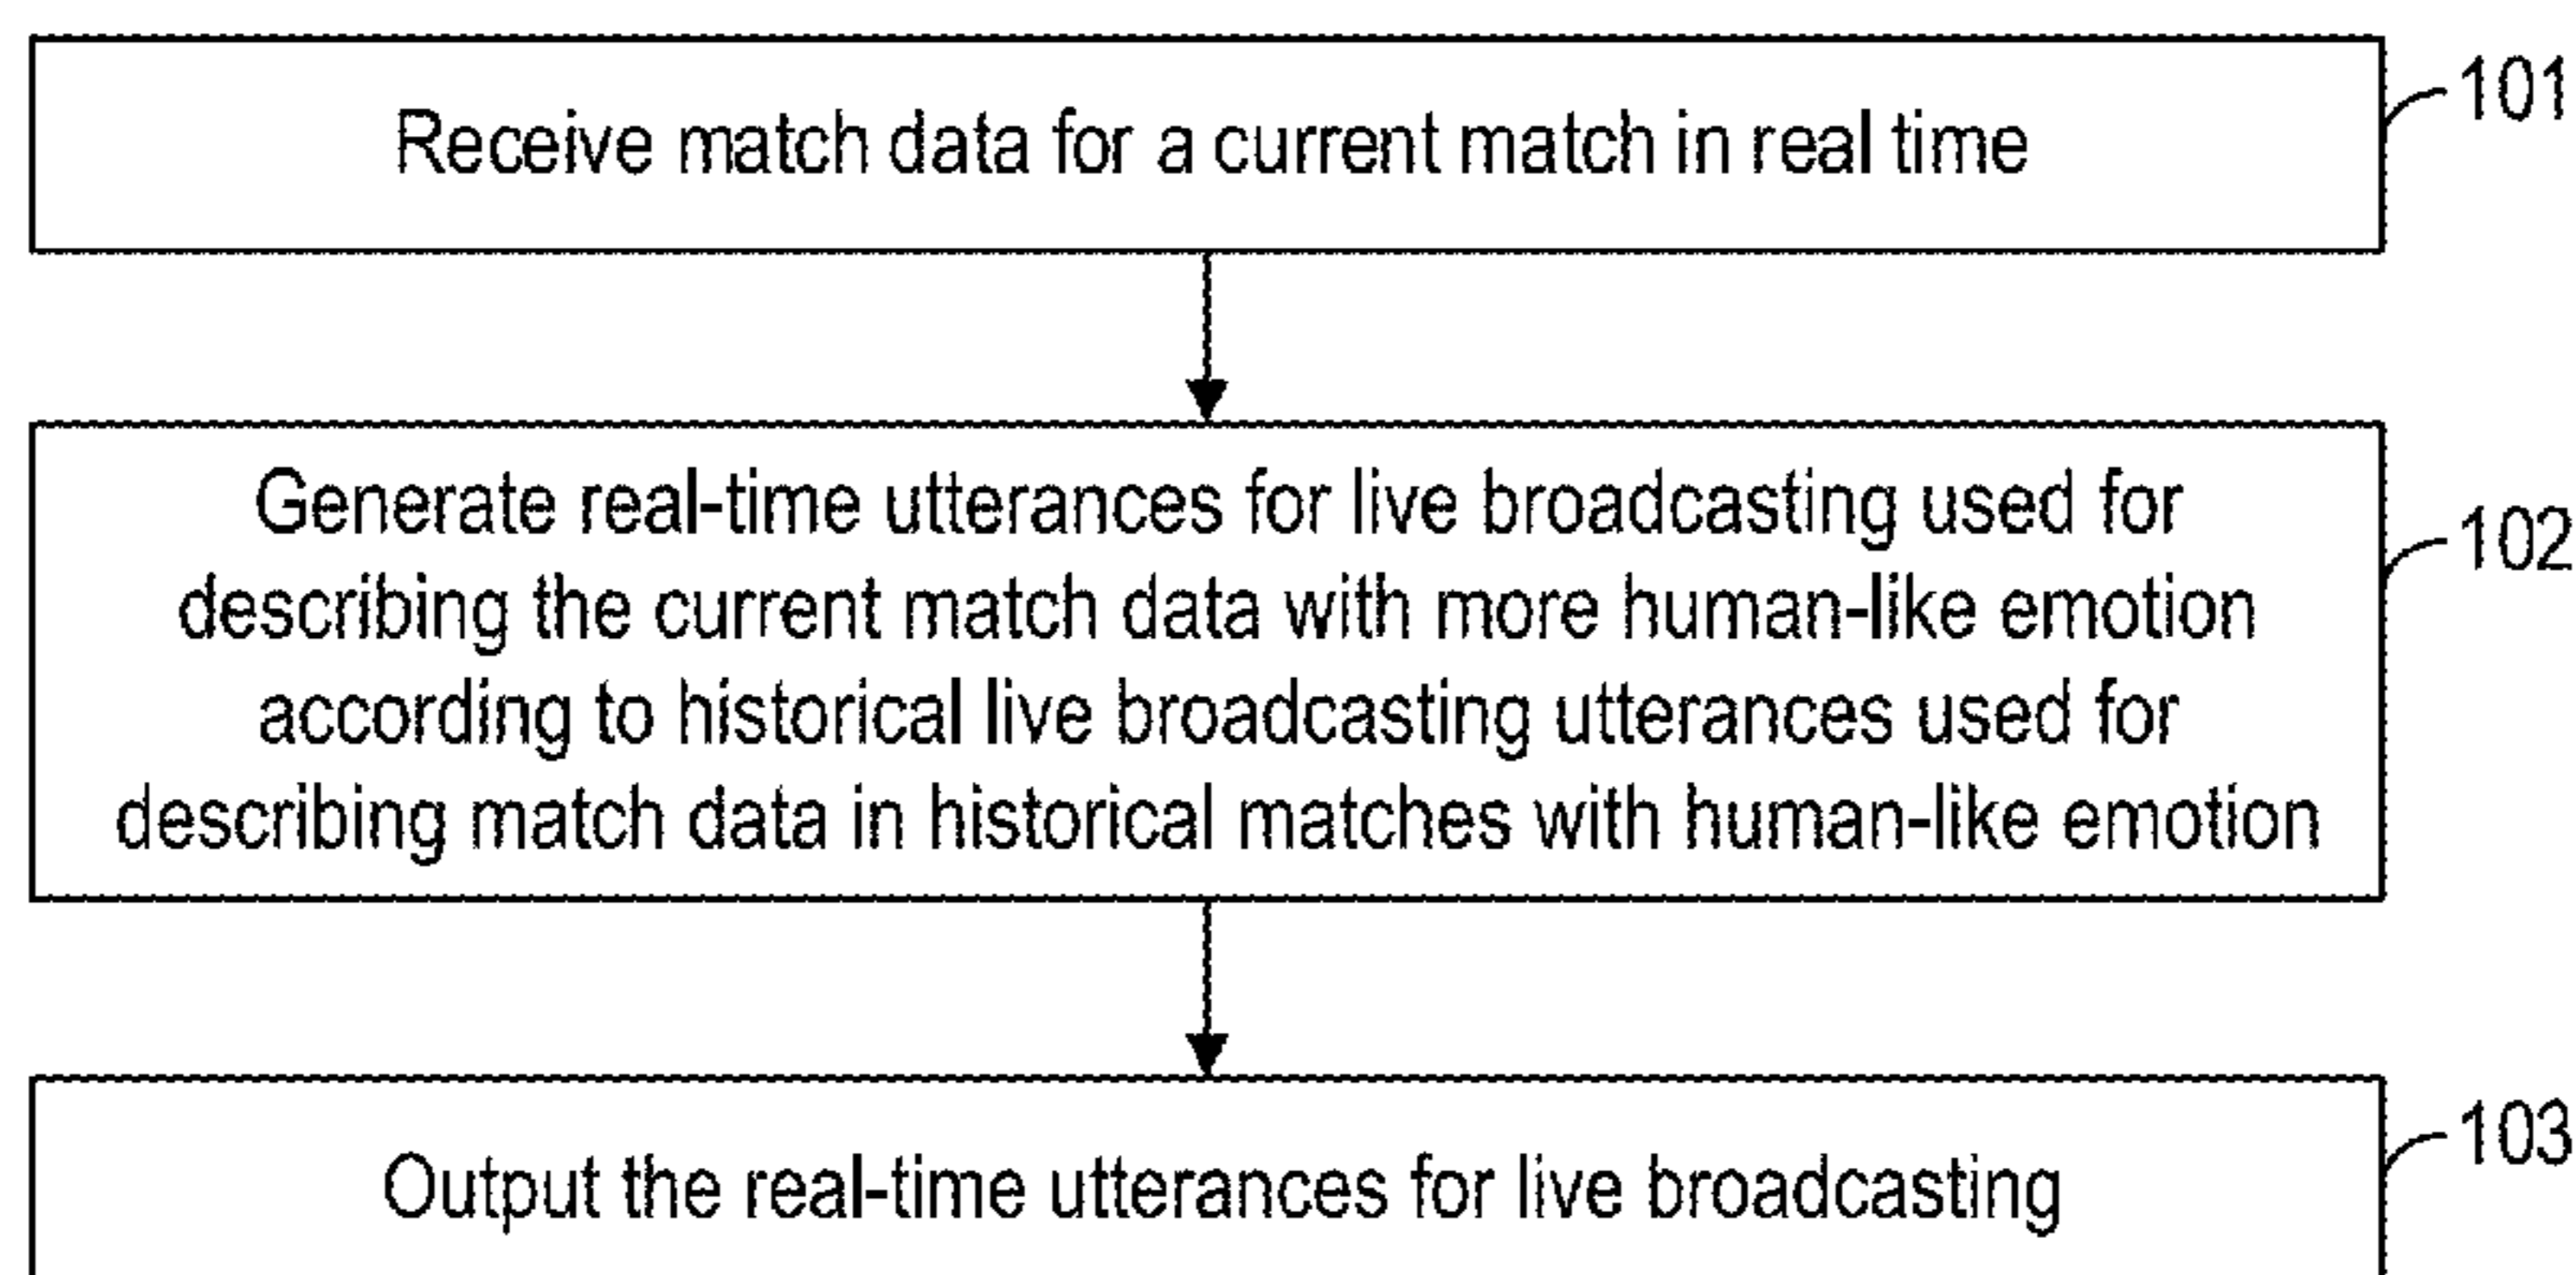 Receive match data for a current match in real time
101
Generate real-time utterances for live broadcasting used for
describing the current match data with more human-like emotion
according to historical live broadcasting utterances used for
describing match data in historical matches with human-like emotion
102
Output the real-time utterances for live broadcasting
103